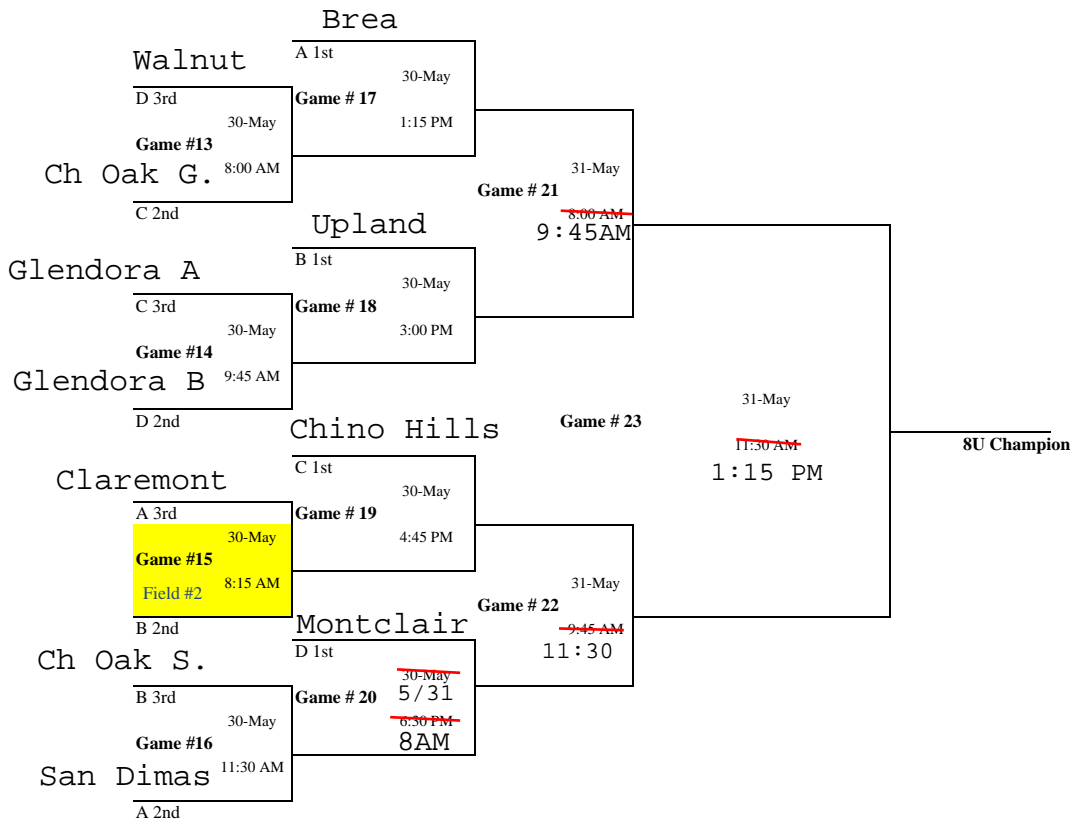 Brea
A 1st
30-May
Game # 17
1:15 PM
Walnut
D 3rd
30-May
Game #13
8:00 AM
Ch Oak G.
C 2nd
31-May
Game # 21
8:00 AM
9:45AM
Upland
B 1st
30-May
Game # 18
3:00 PM
Glendora A
C 3rd
30-May
Game #14
9:45 AM
Glendora B
D 2nd
31-May
Game # 23
11:30 AM
1:15 PM
8U Champion
Chino Hills
C 1st
30-May
Game # 19
4:45 PM
Claremont
A 3rd
30-May
Game #15
8:15 AM
Field #2
B 2nd
Ch Oak S.
31-May
Game # 22
9:45 AM
11:30
Montclair
D 1st
30-May
5/31
Game # 20
6:30 PM
8AM
B 3rd
30-May
Game #16
11:30 AM
San Dimas
A 2nd